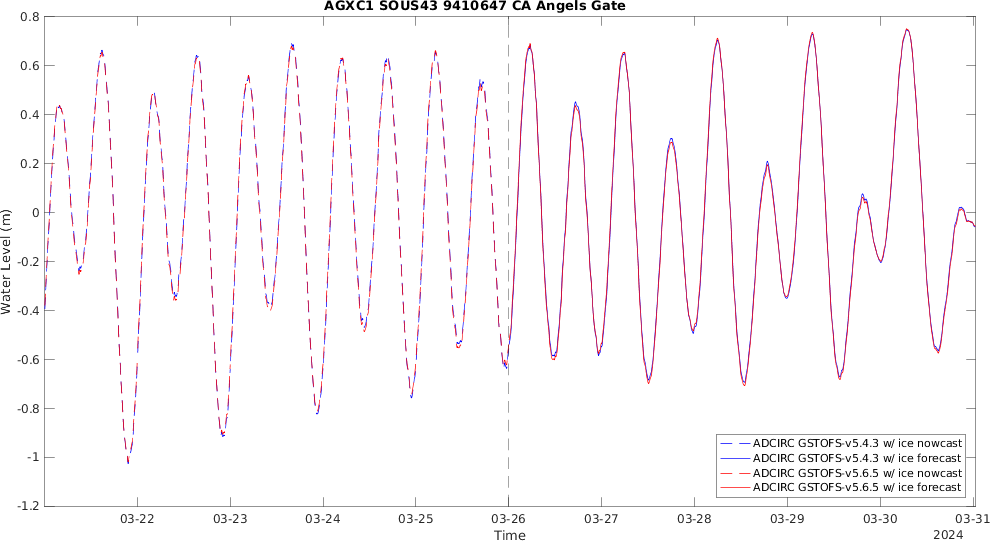 AGXC1 SOUS43 9410647 CA Angels Gate
0.8
0.6
0.4
0.2
0
-0.2
-0.4
-0.6
-0.8
-1
-1.2
Water Level (m)
ADCIRC GSTOFS-v5.4.3 w/ ice nowcast
ADCIRC GSTOFS-v5.4.3 w/ ice forecast
ADCIRC GSTOFS-v5.6.5 w/ ice nowcast
ADCIRC GSTOFS-v5.6.5 w/ ice forecast
03-22 03-23 03-24 03-25 03-26 03-27 03-28 03-29 03-30 03-31
Time
2024